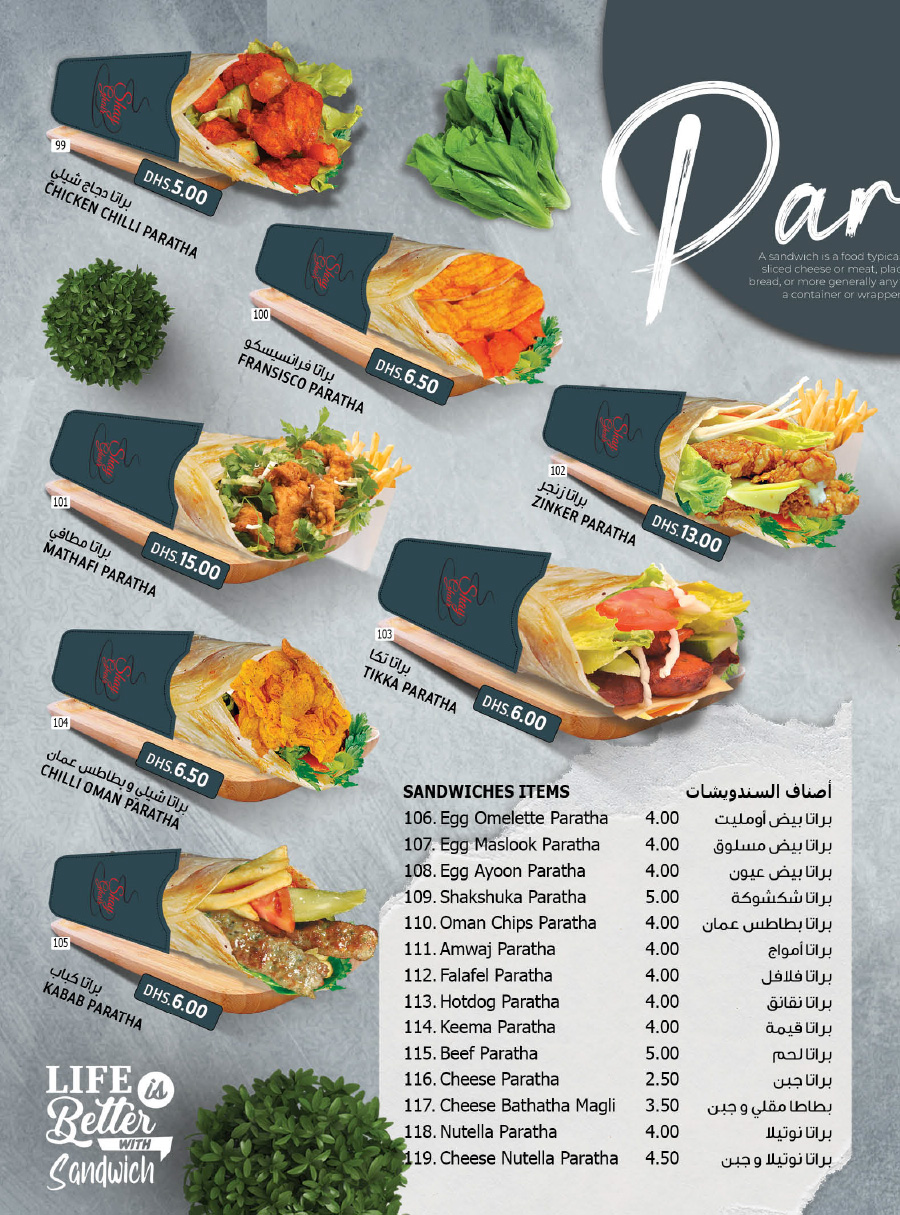 99
DHS.5.00
براتا دجاج شيلي
CHICKEN CHILLI PARATHA
Par
A sandwich is a food typica
sliced cheese or meat, plac
bread, or more generally any
a container or wrapper
100
DHS.6.50
براتا فرانسيسكو
FRANSISCO PARATHA
101
DHS.15.00
براتا مطافي
MATHAFI PARATHA
102
DHS.13.00
براتا زنجر
ZINKER PARATHA
103
DHS.6.00
براتا تكا
TIKKA PARATHA
104
DHS.6.50
براتا شيلي و بطاطس عمان
CHILLI OMAN PARATHA
105
DHS.6.00
براتا كباب
KABAB PARATHA
SANDWICHES ITEMS أصناف السندويشات
106. Egg Omelette Paratha 4.00 براتا بيض أومليت
107. Egg Maslook Paratha 4.00 براتا بيض مسلوق
108. Egg Ayoon Paratha 4.00 براتا بيض عيون
109. Shakshuka Paratha 5.00 براتا شكشوكة
110. Oman Chips Paratha 4.00 براتا بطاطس عمان
111. Amwaj Paratha 4.00 براتا أمواج
112. Falafel Paratha 4.00 براتا فلافل
113. Hotdog Paratha 4.00 براتا نقانق
114. Keema Paratha 4.00 براتا قيمة
115. Beef Paratha 5.00 براتا لحم
116. Cheese Paratha 2.50 براتا جبن
117. Cheese Bathatha Magli 3.50 بطاطا مقلي و جبن
118. Nutella Paratha 4.00 براتا نوتيلا
119. Cheese Nutella Paratha 4.50 براتا نوتيلا و جبن
LIFE is
Better
WITH
Sandwich